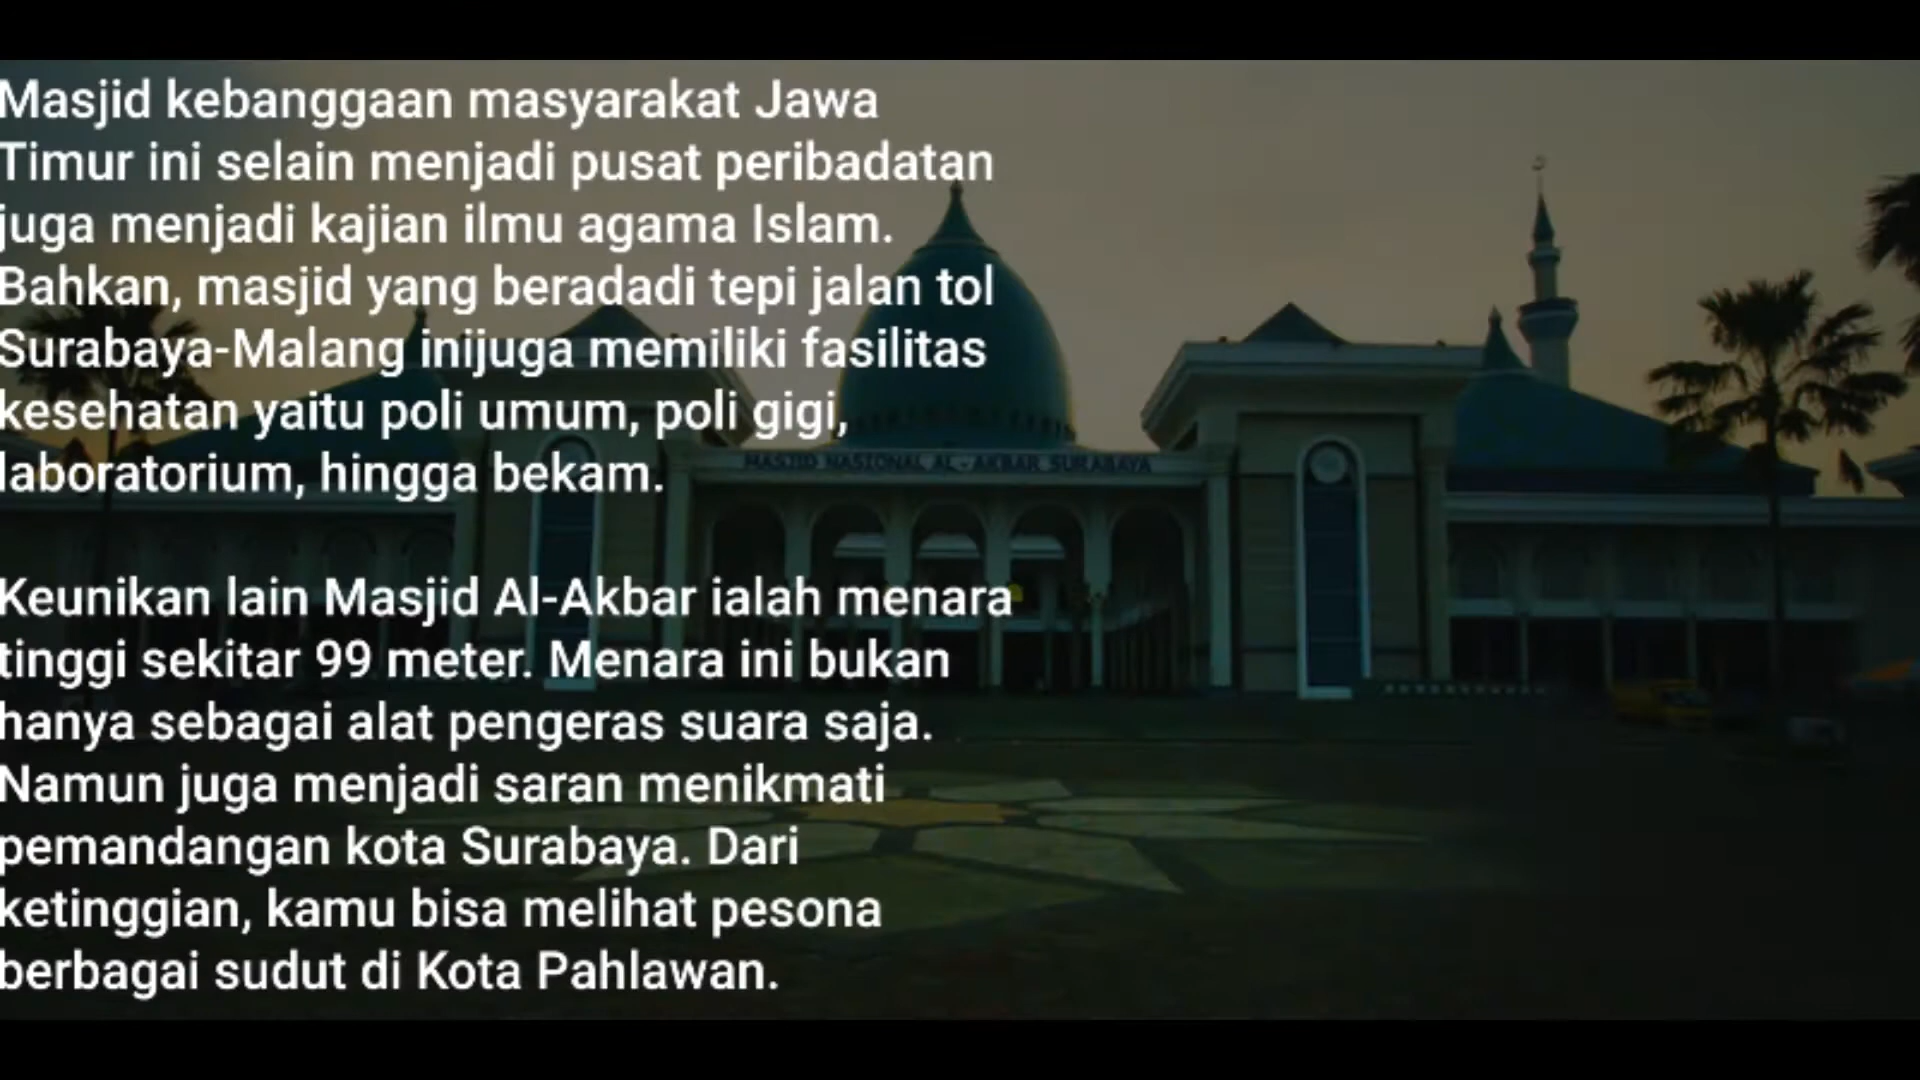 Masjid kebanggaan masyarakat Jawa
Timur ini selain menjadi pusat peribadatan
juga menjadi kajian ilmu agama Islam.
Bahkan, masjid yang beradadi tepi jalan tol
Surabaya-Malang inijuga memiliki fasilitas
kesehatan yaitu poli umum, poli gigi,
laboratorium, hingga bekam.
MASJID NASIONAL AL-AKBAR SURABAYA
Keunikan lain Masjid Al-Akbar ialah menara
tinggi sekitar 99 meter. Menara ini bukan
hanya sebagai alat pengeras suara saja.
Namun juga menjadi saran menikmati
pemandangan kota Surabaya. Dari
ketinggian, kamu bisa melihat pesona
berbagai sudut di Kota Pahlawan.